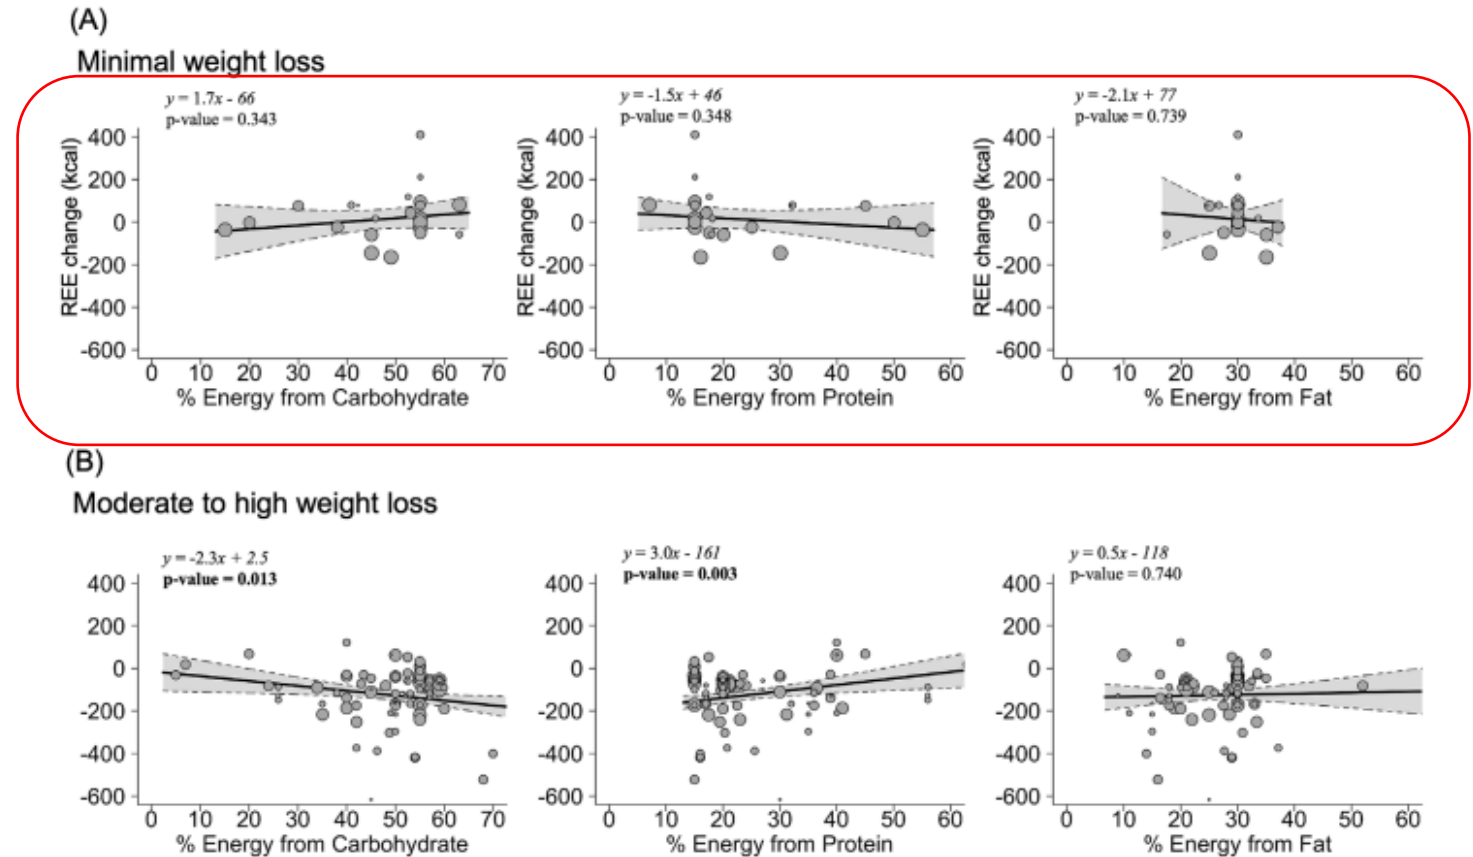 (A)
Minimal weight loss
y = 1.7x - 66
p-value = 0.343
y = -1.5x + 46
p-value = 0.348
y = -2.1x + 77
p-value = 0.739
REE change (kcal)
400
200
0
-200
-400
-600
0 10 20 30 40 50 60 70
% Energy from Carbohydrate
REE change (kcal)
400
200
0
-200
-400
-600
0 10 20 30 40 50 60
% Energy from Protein
REE change (kcal)
400
200
0
-200
-400
-600
0 10 20 30 40 50 60
% Energy from Fat
(B)
Moderate to high weight loss
y = -2.3x + 2.5
p-value = 0.013
y = 3.0x - 161
p-value = 0.003
y = 0.5x - 118
p-value = 0.740
400
200
0
-200
-400
-600
0 10 20 30 40 50 60 70
% Energy from Carbohydrate
400
200
0
-200
-400
-600
0 10 20 30 40 50 60
% Energy from Protein
400
200
0
-200
-400
-600
0 10 20 30 40 50 60
% Energy from Fat